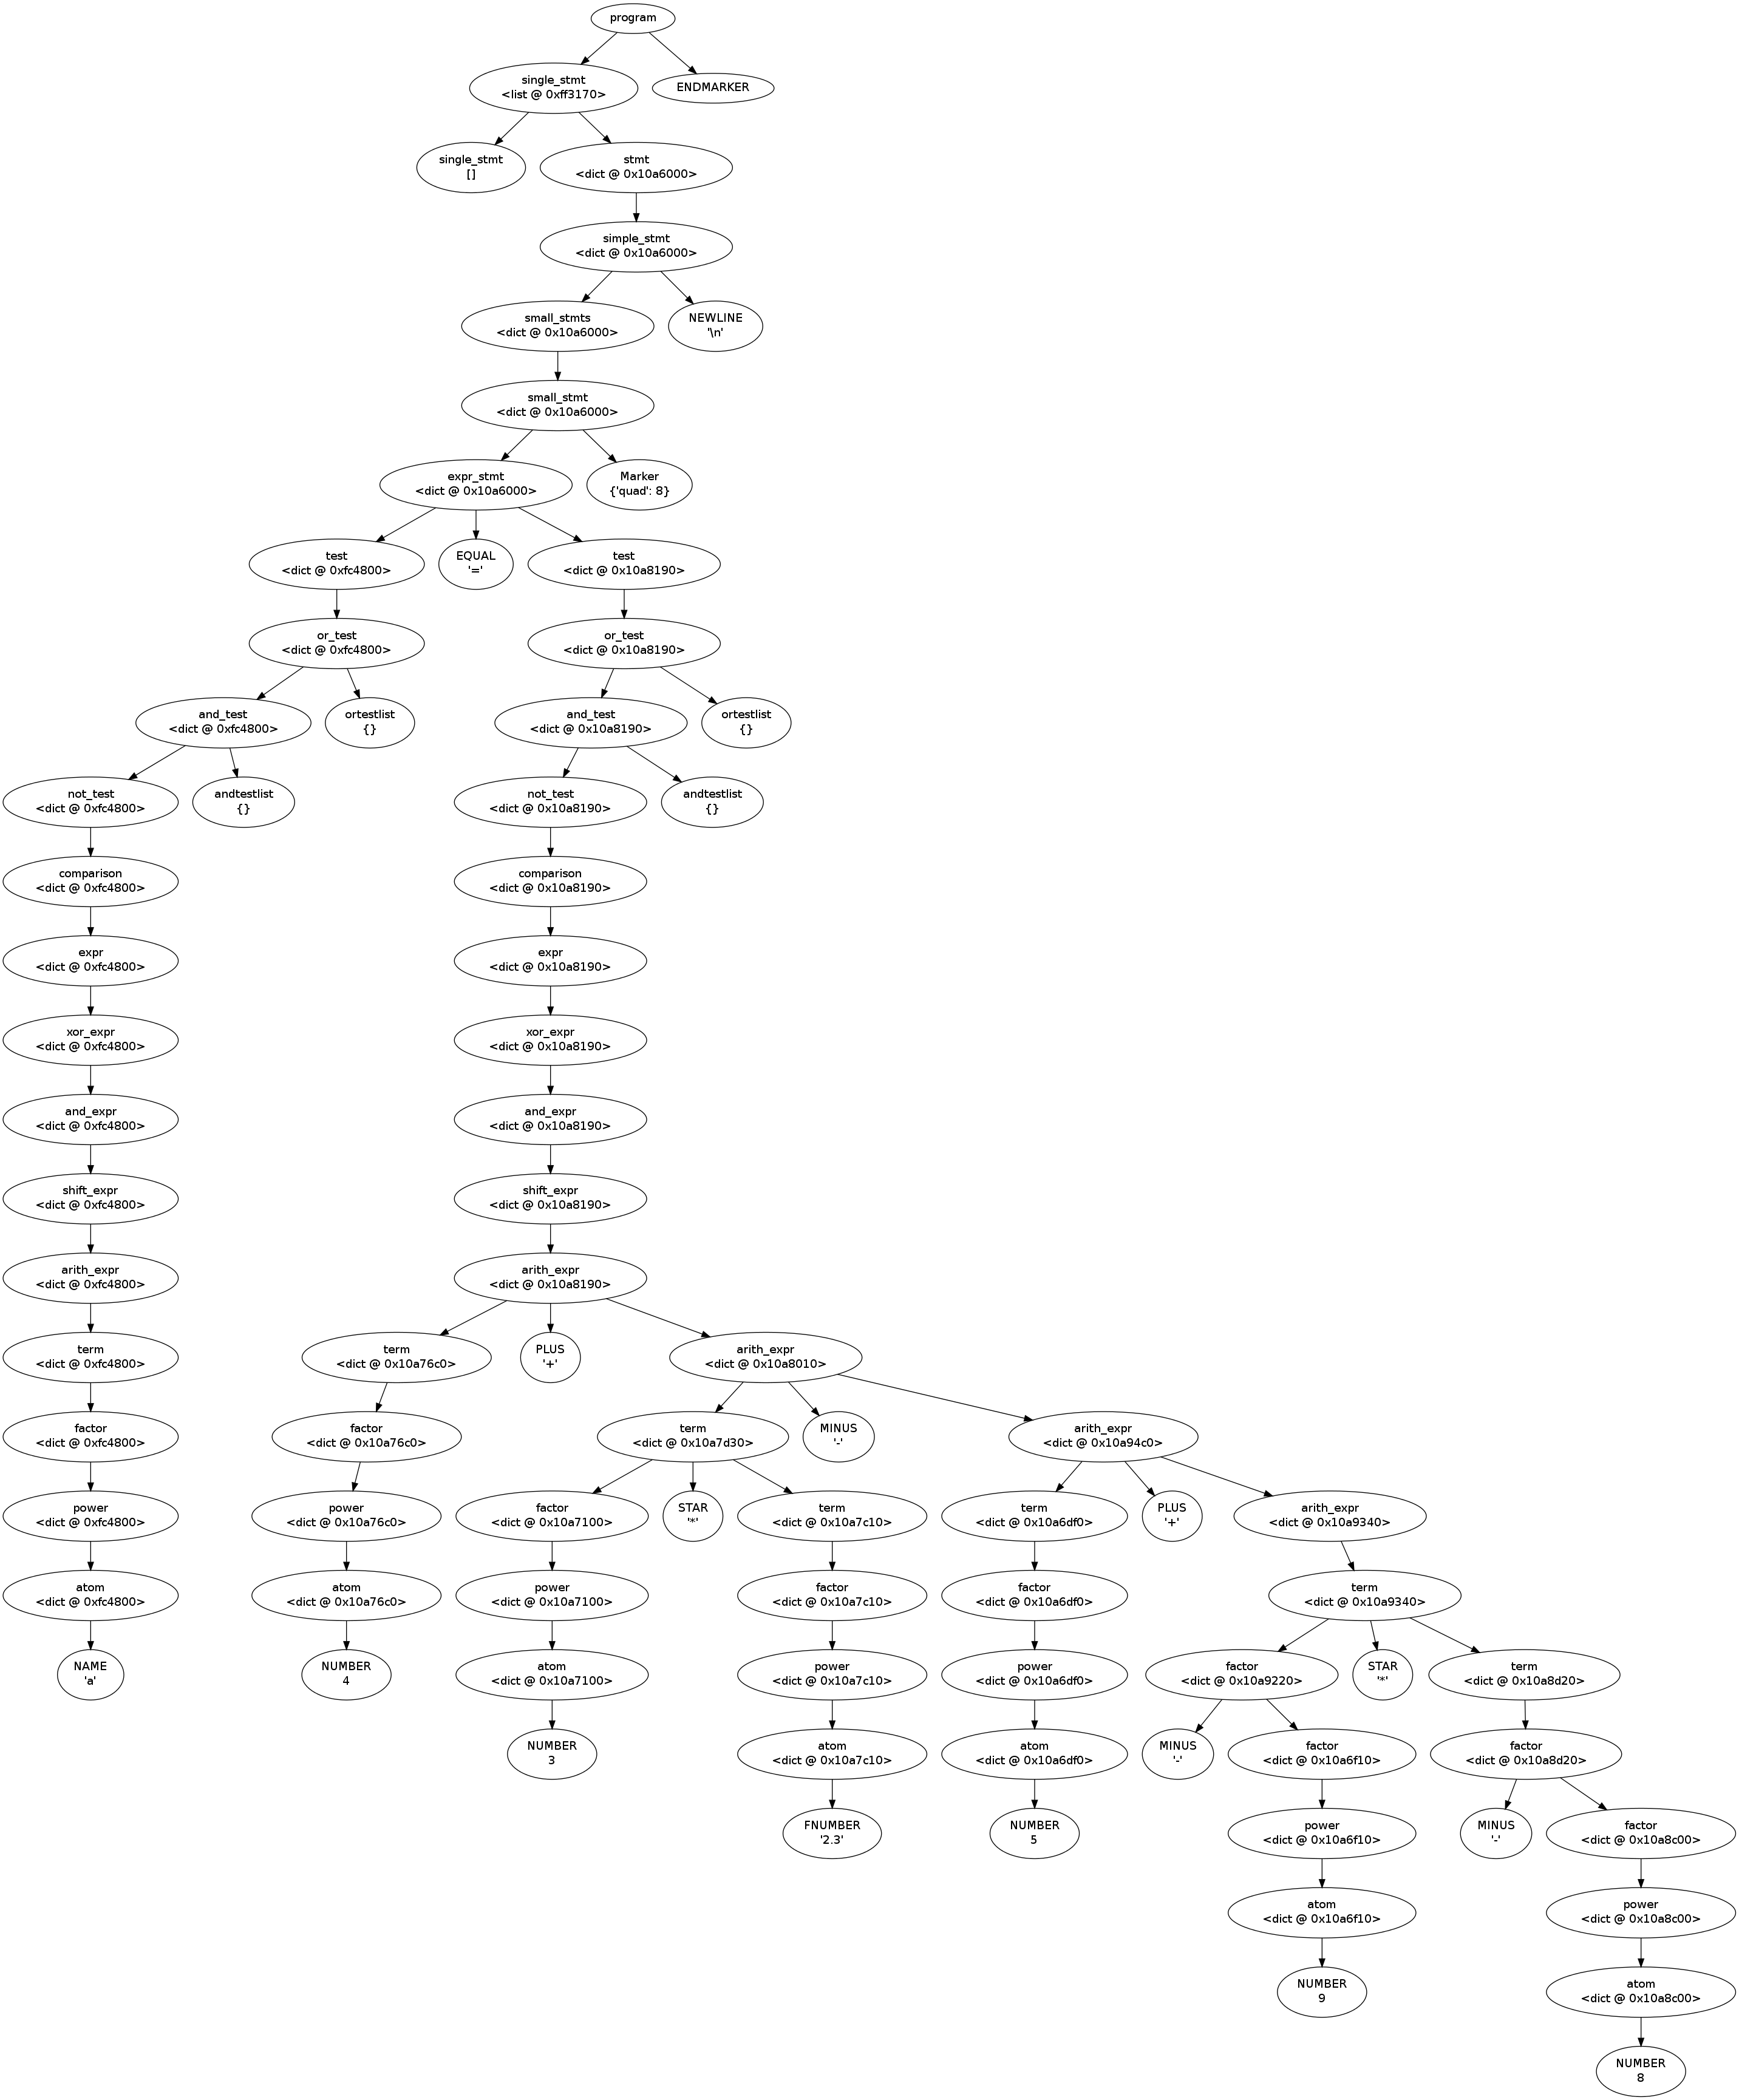 program
single_stmt
<list @ 0xff3170>
ENDMARKER
single_stmt
[]
stmt
<dict @ 0x10a6000>
simple_stmt
<dict @ 0x10a6000>
small_stmts
<dict @ 0x10a6000>
NEWLINE
'\n'
small_stmt
<dict @ 0x10a6000>
expr_stmt
<dict @ 0x10a6000>
Marker
{'quad': 8}
test
<dict @ 0xfc4800>
EQUAL
'='
test
<dict @ 0x10a8190>
or_test
<dict @ 0xfc4800>
or_test
<dict @ 0x10a8190>
and_test
<dict @ 0xfc4800>
ortestlist
{}
and_test
<dict @ 0x10a8190>
ortestlist
{}
not_test
<dict @ 0xfc4800>
andtestlist
{}
not_test
<dict @ 0x10a8190>
andtestlist
{}
comparison
<dict @ 0xfc4800>
comparison
<dict @ 0x10a8190>
expr
<dict @ 0xfc4800>
expr
<dict @ 0x10a8190>
xor_expr
<dict @ 0xfc4800>
xor_expr
<dict @ 0x10a8190>
and_expr
<dict @ 0xfc4800>
and_expr
<dict @ 0x10a8190>
shift_expr
<dict @ 0xfc4800>
shift_expr
<dict @ 0x10a8190>
arith_expr
<dict @ 0xfc4800>
arith_expr
<dict @ 0x10a8190>
term
<dict @ 0xfc4800>
term
<dict @ 0x10a76c0>
PLUS
'+'
arith_expr
<dict @ 0x10a8010>
factor
<dict @ 0xfc4800>
factor
<dict @ 0x10a76c0>
term
<dict @ 0x10a7d30>
MINUS
'-'
arith_expr
<dict @ 0x10a94c0>
power
<dict @ 0xfc4800>
power
<dict @ 0x10a76c0>
factor
<dict @ 0x10a7100>
STAR
'*'
term
<dict @ 0x10a7c10>
term
<dict @ 0x10a6df0>
PLUS
'+'
arith_expr
<dict @ 0x10a9340>
atom
<dict @ 0xfc4800>
atom
<dict @ 0x10a76c0>
power
<dict @ 0x10a7100>
factor
<dict @ 0x10a7c10>
factor
<dict @ 0x10a6df0>
term
<dict @ 0x10a9340>
NAME
'a'
NUMBER
4
atom
<dict @ 0x10a7100>
power
<dict @ 0x10a7c10>
power
<dict @ 0x10a6df0>
factor
<dict @ 0x10a9220>
STAR
'*'
term
<dict @ 0x10a8d20>
NUMBER
3
atom
<dict @ 0x10a7c10>
atom
<dict @ 0x10a6df0>
MINUS
'-'
factor
<dict @ 0x10a6f10>
factor
<dict @ 0x10a8d20>
FNUMBER
'2.3'
NUMBER
5
power
<dict @ 0x10a6f10>
MINUS
'-'
factor
<dict @ 0x10a8c00>
atom
<dict @ 0x10a6f10>
power
<dict @ 0x10a8c00>
NUMBER
9
atom
<dict @ 0x10a8c00>
NUMBER
8